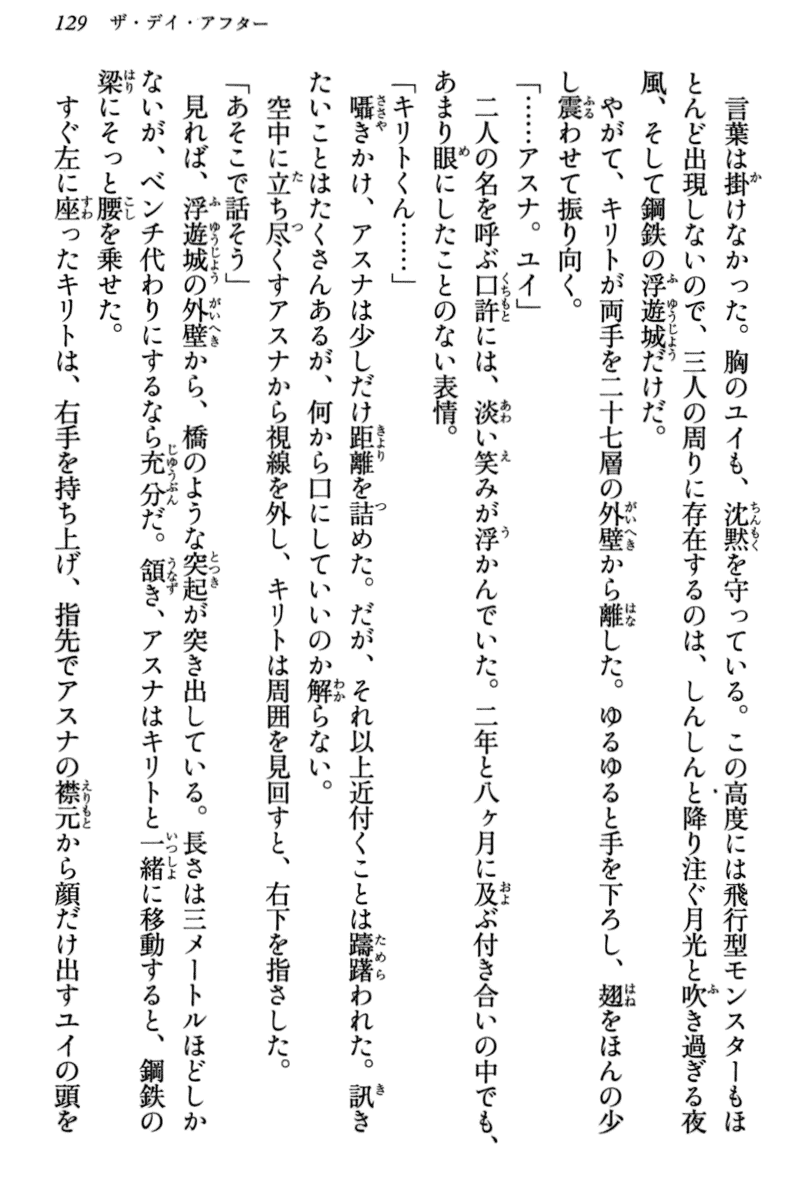 129 ザ・デイ・アフター
言葉は掛けなかった。胸のユイも、沈黙を守っている。この高度には飛行型モンスターもほ
とんど出現しないので、三人の周りに存在するのは、しんしんと降り注ぐ月光と吹き過ぎる夜
風、そして鋼鉄の浮遊城だけだ。
やがて、キリトが両手を二十七層の外壁から離した。ゆるゆると手を下ろし、翅をほんの少
し震わせて振り向く。
「……アスナ。ユイ」
二人の名を呼ぶ口許には、淡い笑みが浮かんでいた。二年と八ヶ月に及ぶ付き合いの中でも、
あまり眼にしたことのない表情。
「キリトくん……」
囁きかけ、アスナは少しだけ距離を詰めた。だが、それ以上近付くことは躊躇われた。訊き
たいことはたくさんあるが、何から口にしていいのか解らない。
空中に立ち尽くすアスナから視線を外し、キリトは周囲を見回すと、右下を指さした。
「あそこで話そう」
見れば、浮遊城の外壁から、橋のような突起が突き出している。長さは三メートルほどしか
ないが、ベンチ代わりにするなら充分だ。頷き、アスナはキリトと一緒に移動すると、鋼鉄の
梁にそっと腰を乗せた。
すぐ左に座ったキリトは、右手を持ち上げ、指先でアスナの襟元から顔だけ出すユイの頭を